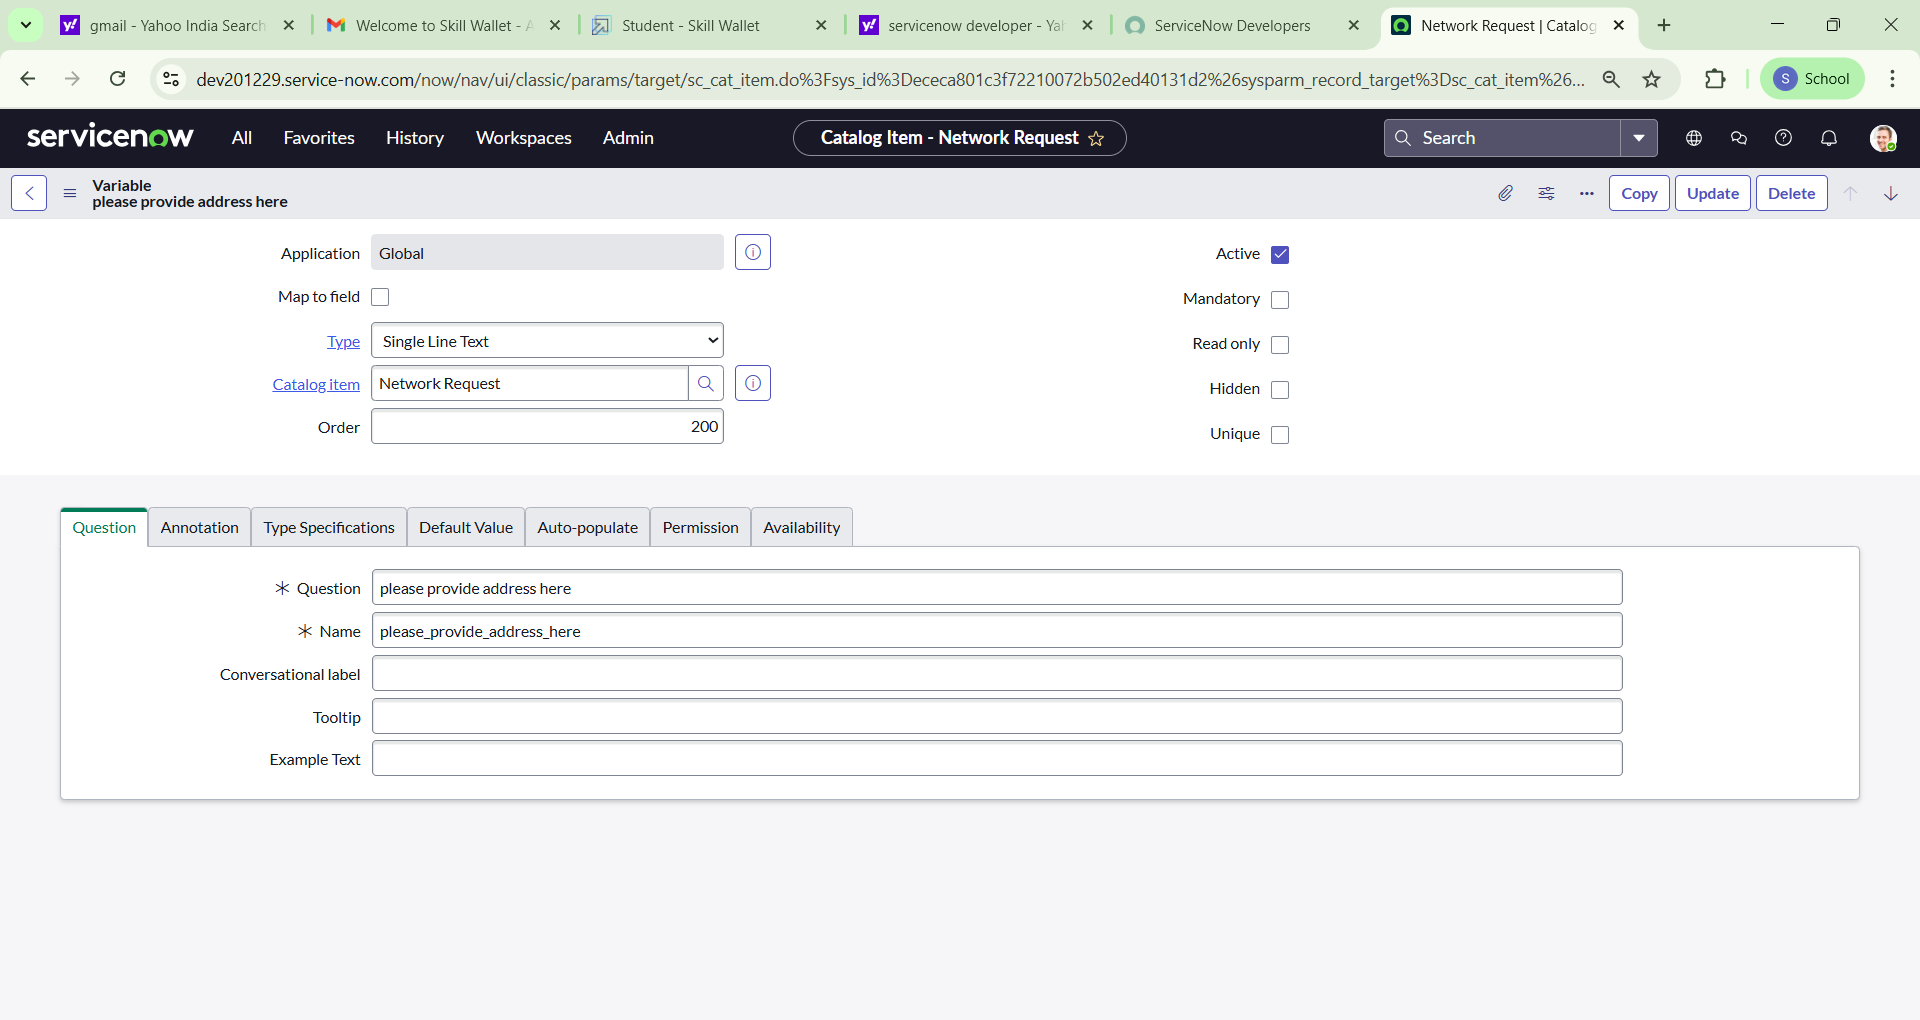 gmail - Yahoo India Search
Welcome to Skill Wallet - A
Student - Skill Wallet
servicenow developer - Yah
ServiceNow Developers
Network Request | Catalog
dev201229.service-now.com/now/nav/ui/classic/params/target/sc_cat_item.do%3Fsys_id%3Dececa801c3f72210072b502ed40131d2%26sysparm_record_target%3Dsc_cat_item%26...
S School
servicenow All Favorites History Workspaces Admin Catalog Item - Network Request Search
Variable
please provide address here
Copy Update Delete
Application Global
Active
Map to field
Mandatory
Type Single Line Text
Read only
Catalog item Network Request
Hidden
Order 200
Unique
Question Annotation Type Specifications Default Value Auto-populate Permission Availability
Question please provide address here
Name please_provide_address_here
Conversational label
Tooltip
Example Text